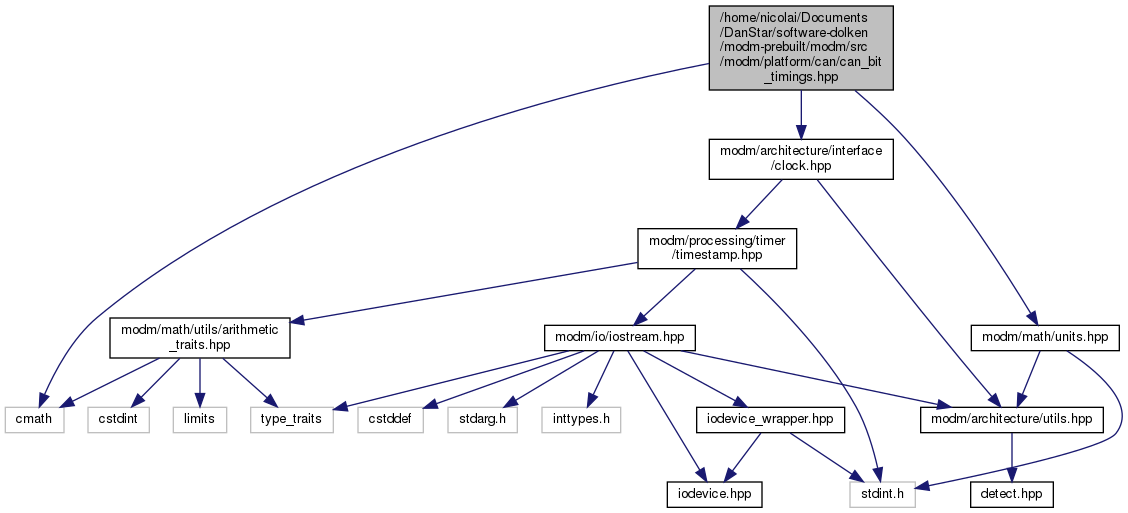 /home/nicolai/Documents
/DanStar/software-dolken
/modm-prebuilt/modm/src
/modm/platform/can/can_bit
_timings.hpp
modm/architecture/interface
/clock.hpp
modm/processing/timer
/timestamp.hpp
modm/math/utils/arithmetic
_traits.hpp
modm/io/iostream.hpp
modm/math/units.hpp
cmath
cstdint
limits
type_traits
cstddef
stdarg.h
inttypes.h
iodevice_wrapper.hpp
modm/architecture/utils.hpp
iodevice.hpp
stdint.h
detect.hpp